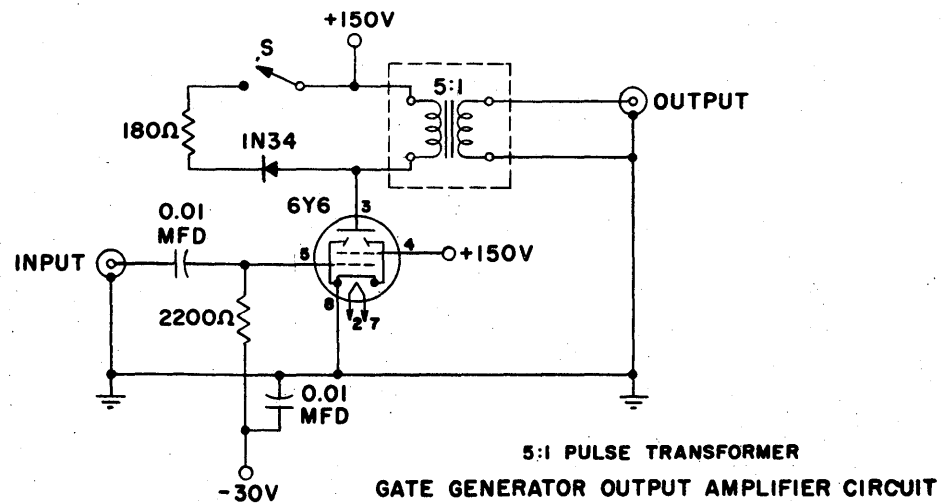 +150V
S
5:1
OUTPUT
180Ω
1N34
6Y6
3
0.01
MFD
5
4
+150V
INPUT
8
2
7
2200Ω
0.01
MFD
-30V
5:1 PULSE TRANSFORMER
GATE GENERATOR OUTPUT AMPLIFIER CIRCUIT